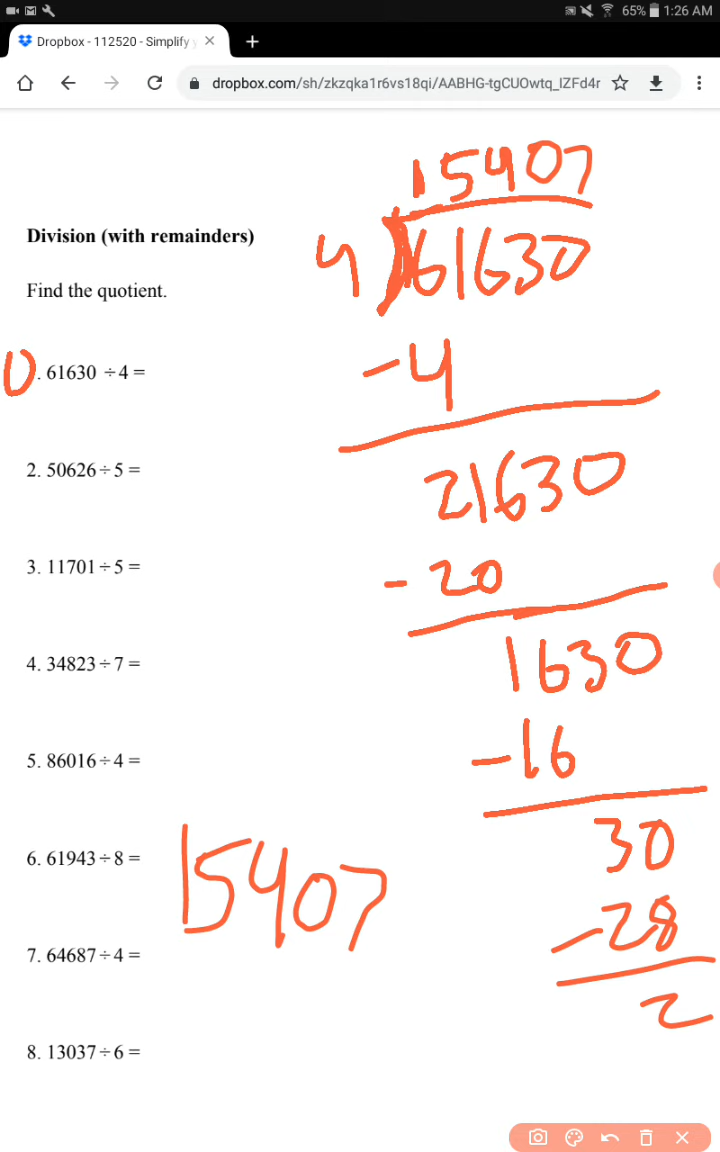 65% 1:26 AM
Dropbox - 112520 - Simplify
dropbox.com/sh/zkzqka1r6vs18qi/AABHG-tgCUOwtq_IZFd4r
15407
Division (with remainders)
4 61630
Find the quotient.
-4
. 61630 ÷ 4 =
21630
2. 50626 ÷ 5 =
-20
3. 11701 ÷ 5 =
1630
4. 34823 ÷ 7 =
-16
5. 86016 ÷ 4 =
30
6. 61943 ÷ 8 =
15407
-28
7. 64687 ÷ 4 =
2
8. 13037 ÷ 6 =